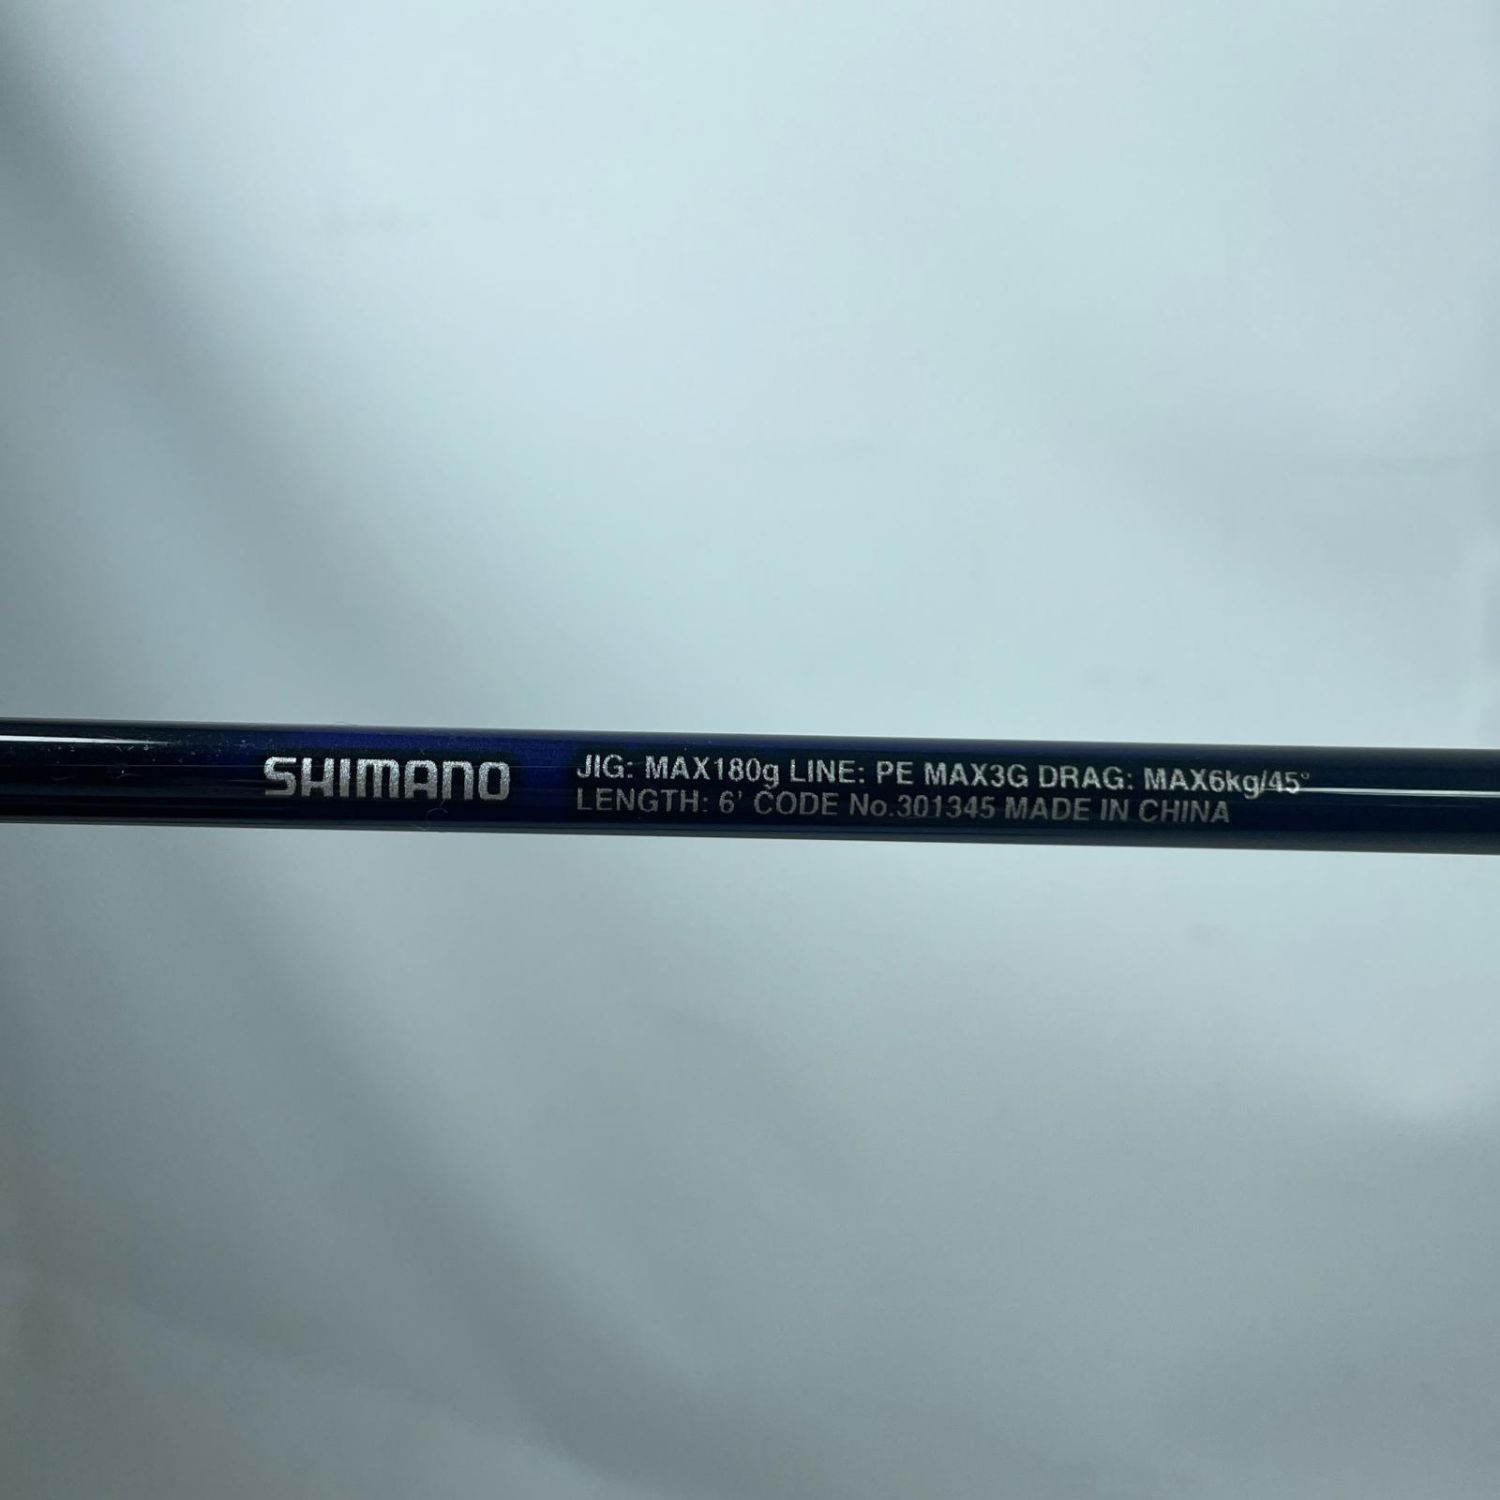 SHIMANO
JIG: MAX180g LINE: PE MAX3G DRAG: MAX6kg/45°
LENGTH: 6' CODE No.301345 MADE IN CHINA